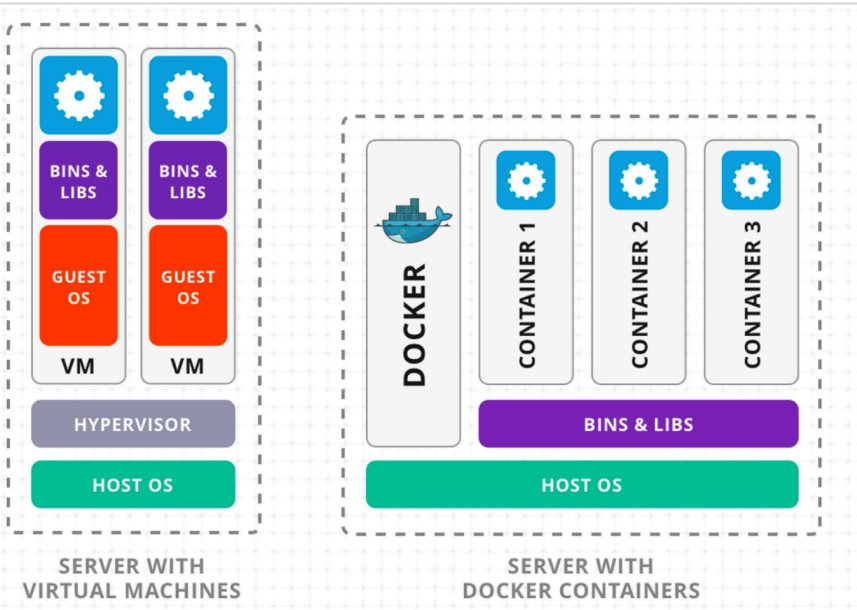 BINS &
LIBS
GUEST
OS
VM
BINS &
LIBS
GUEST
OS
VM
HYPERVISOR
HOST OS
SERVER WITH
VIRTUAL MACHINES
DOCKER
CONTAINER 1
CONTAINER 2
CONTAINER 3
BINS & LIBS
HOST OS
SERVER WITH
DOCKER CONTAINERS